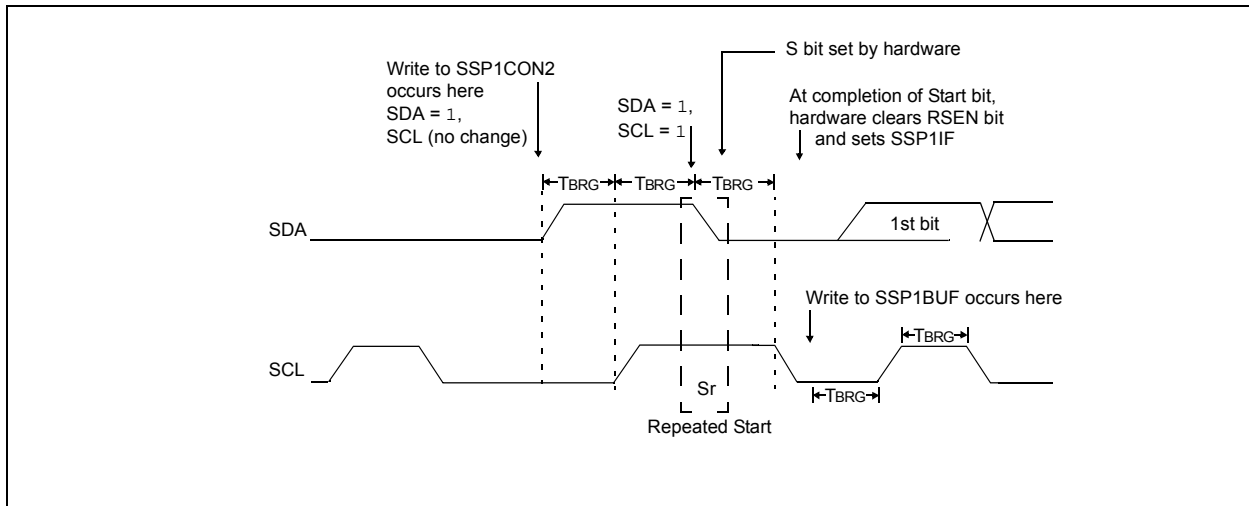 S bit set by hardware
Write to SSP1CON2
occurs here
SDA = 1,
SCL (no change)
SDA = 1,
SCL = 1
At completion of Start bit,
hardware clears RSEN bit
and sets SSP1IF
TBRG TBRG TBRG
SDA
1st bit
Write to SSP1BUF occurs here
TBRG
SCL
Sr
TBRG
Repeated Start